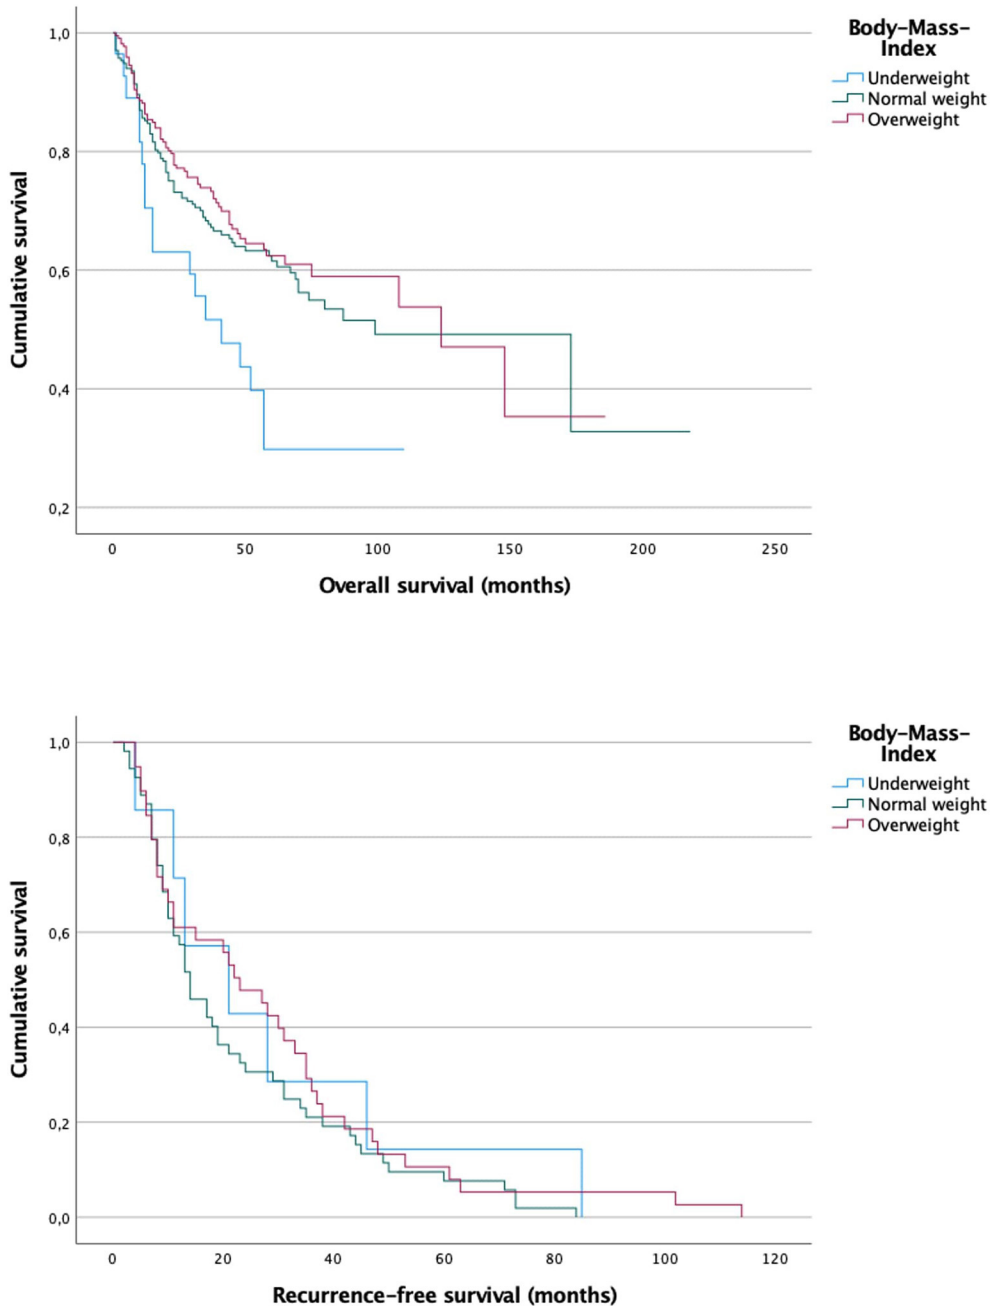 Body-Mass-
Index
Underweight
Normal weight
Overweight
1,0
0,8
0,6
0,4
0,2
Cumulative survival
0 50 100 150 200 250
Overall survival (months)
Body-Mass-
Index
Underweight
Normal weight
Overweight
1,0
0,8
0,6
0,4
0,2
0,0
Cumulative survival
0 20 40 60 80 100 120
Recurrence-free survival (months)